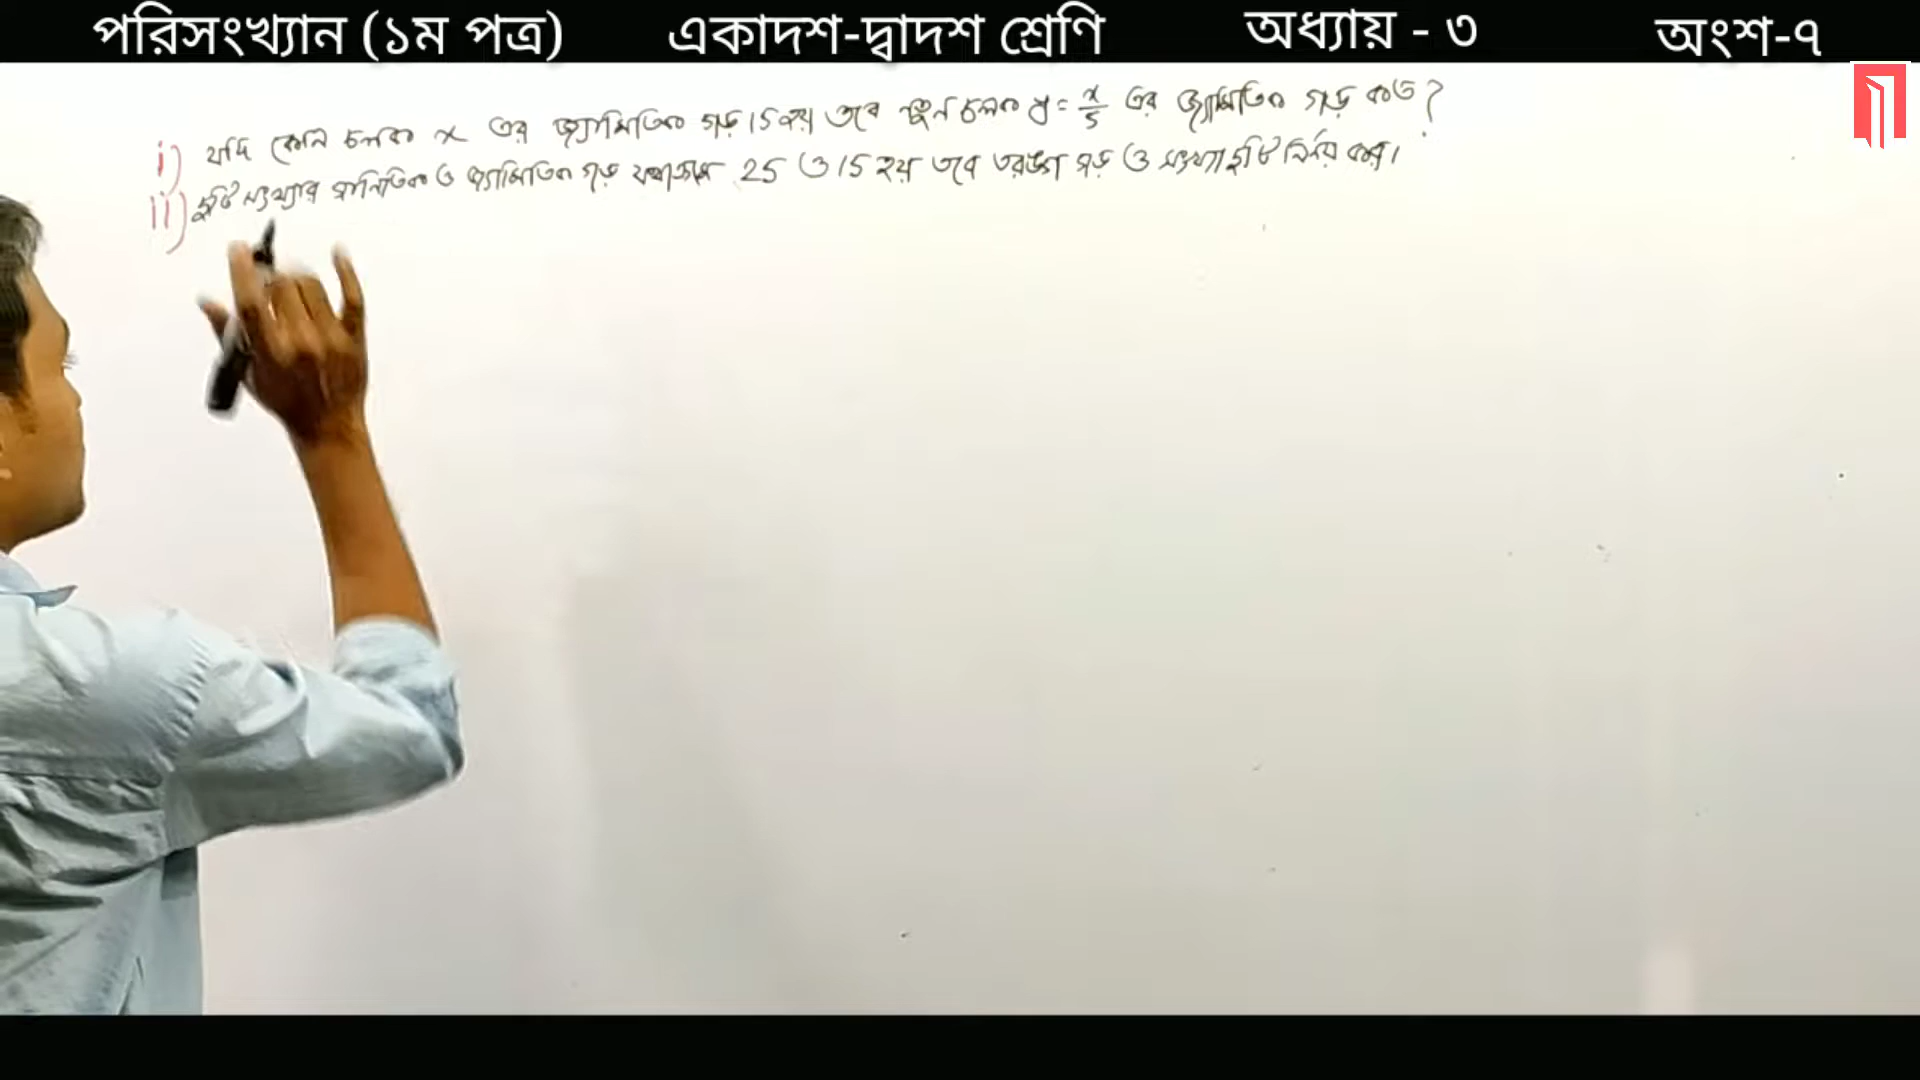 পরিসংখ্যান (১ম পত্র) একাদশ-দ্বাদশ শ্রেণি অধ্যায় - ৩ অংশ-৭
i) যদি কোন চলক x এর জ্যামিতিক গড় 15 হয় তবে নতুন চলক y = x/5 এর জ্যামিতিক গড় কত?
ii) দুটি সংখ্যার গানিতিক ও জ্যামিতিক গড় যথাক্রমে 25 ও 15 হয় তবে তরঙ্গ গড় ও সংখ্যা দুটি নির্নয় কর।